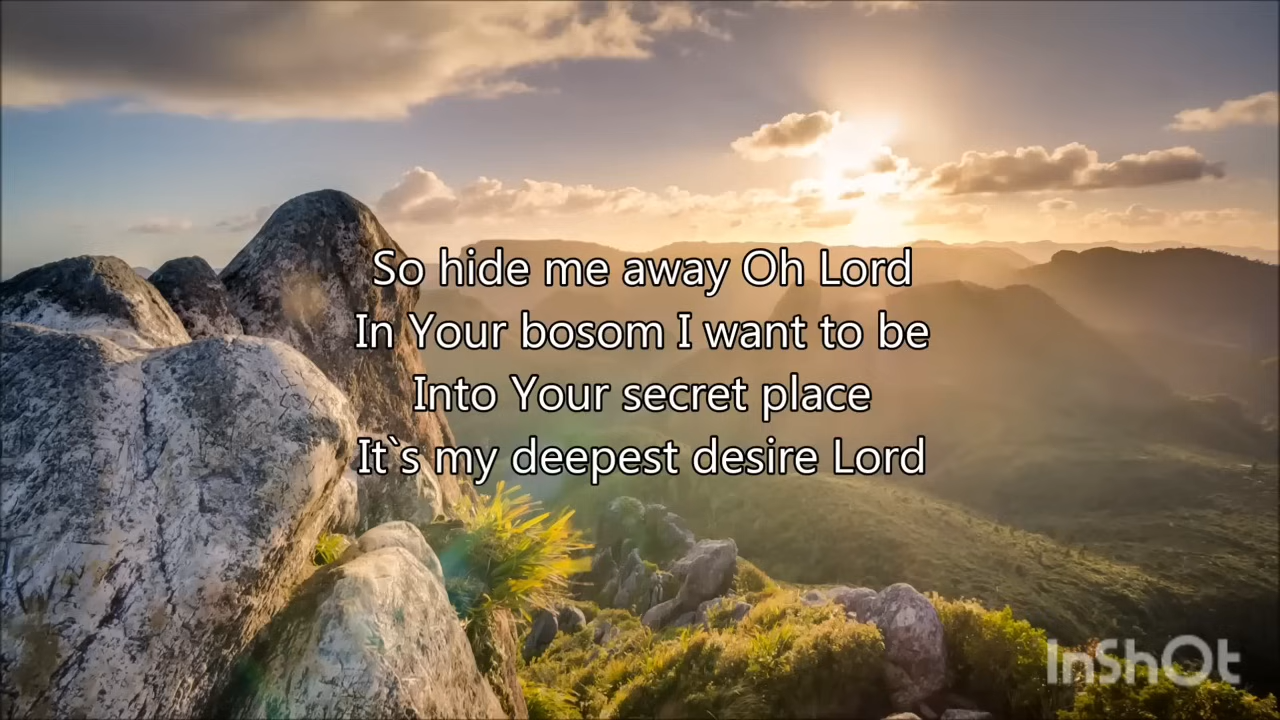 So hide me away Oh Lord
In Your bosom I want to be
Into Your secret place
It`s my deepest desire Lord
InShOt